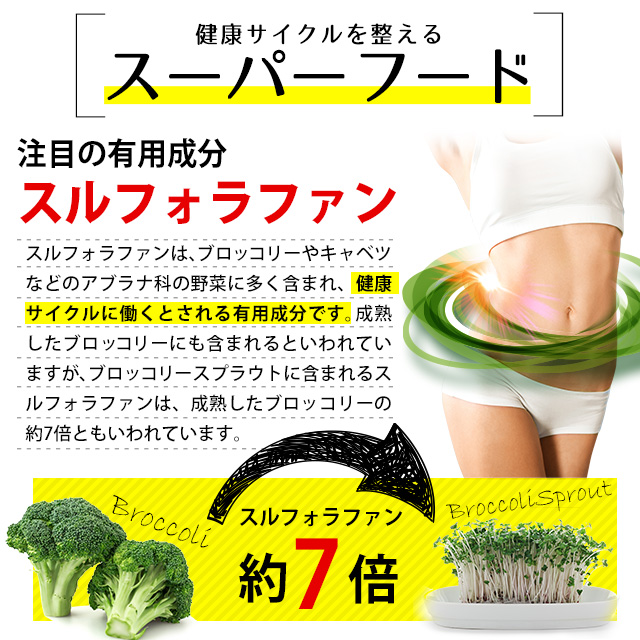 健康サイクルを整える
スーパーフード
注目の有用成分
スルフォラファン
スルフォラファンは、ブロッコリーやキャベツ
などのアブラナ科の野菜に多く含まれ、健康
サイクルに働くとされる有用成分です。成熟
したブロッコリーにも含まれるといわれてい
ますが、ブロッコリースプラウトに含まれるス
ルフォラファンは、成熟したブロッコリーの
約7倍ともいわれています。
Broccoli
BroccoliSprout
スルフォラファン
約7倍